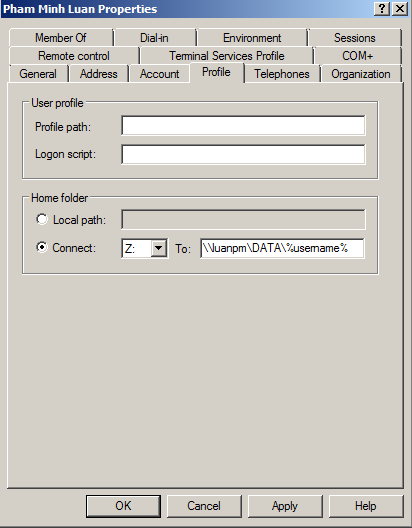 Pham Minh Luan Properties
Member Of Dial-in Environment Sessions
Remote control Terminal Services Profile COM+
General Address Account Profile Telephones Organization
User profile
Profile path:
Logon script:
Home folder
Local path:
Connect: Z: To: \\luanpm\DATA\%username%
OK Cancel Apply Help